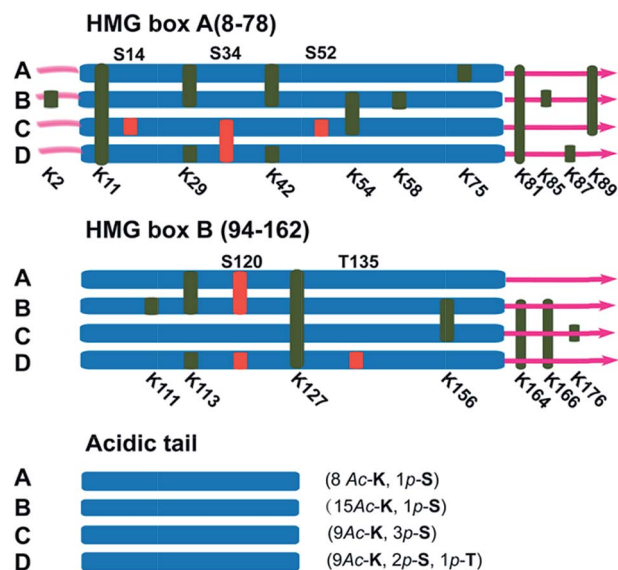 HMG box A(8-78)
S14 S34 S52
A
B
C
D
K2 K11 K29 K42 K54 K58 K75 K81 K85 K87 K89
HMG box B (94-162)
S120 T135
A
B
C
D
K111 K113 K127 K156 K164 K166 K176
Acidic tail
A (8 Ac-K, 1p-S)
B (15Ac-K, 1p-S)
C (9Ac-K, 3p-S)
D (9Ac-K, 2p-S, 1p-T)